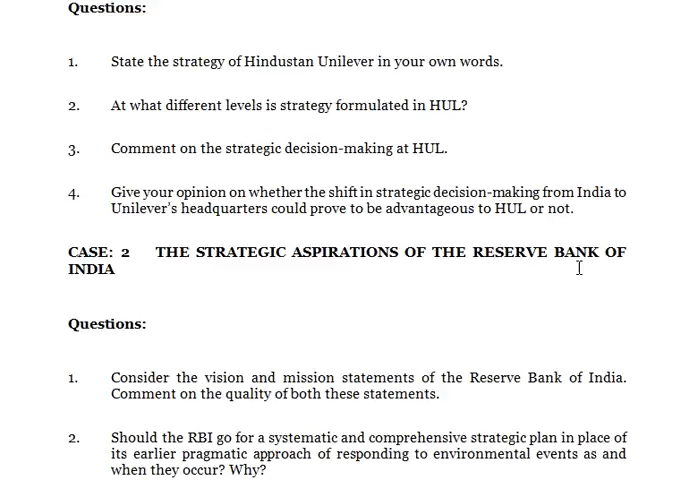 Questions:
1. State the strategy of Hindustan Unilever in your own words.
2. At what different levels is strategy formulated in HUL?
3. Comment on the strategic decision-making at HUL.
4. Give your opinion on whether the shift in strategic decision-making from India to
Unilever's headquarters could prove to be advantageous to HUL or not.
CASE: 2 THE STRATEGIC ASPIRATIONS OF THE RESERVE BANK OF
INDIA
Questions:
1. Consider the vision and mission statements of the Reserve Bank of India.
Comment on the quality of both these statements.
2. Should the RBI go for a systematic and comprehensive strategic plan in place of
its earlier pragmatic approach of responding to environmental events as and
when they occur? Why?